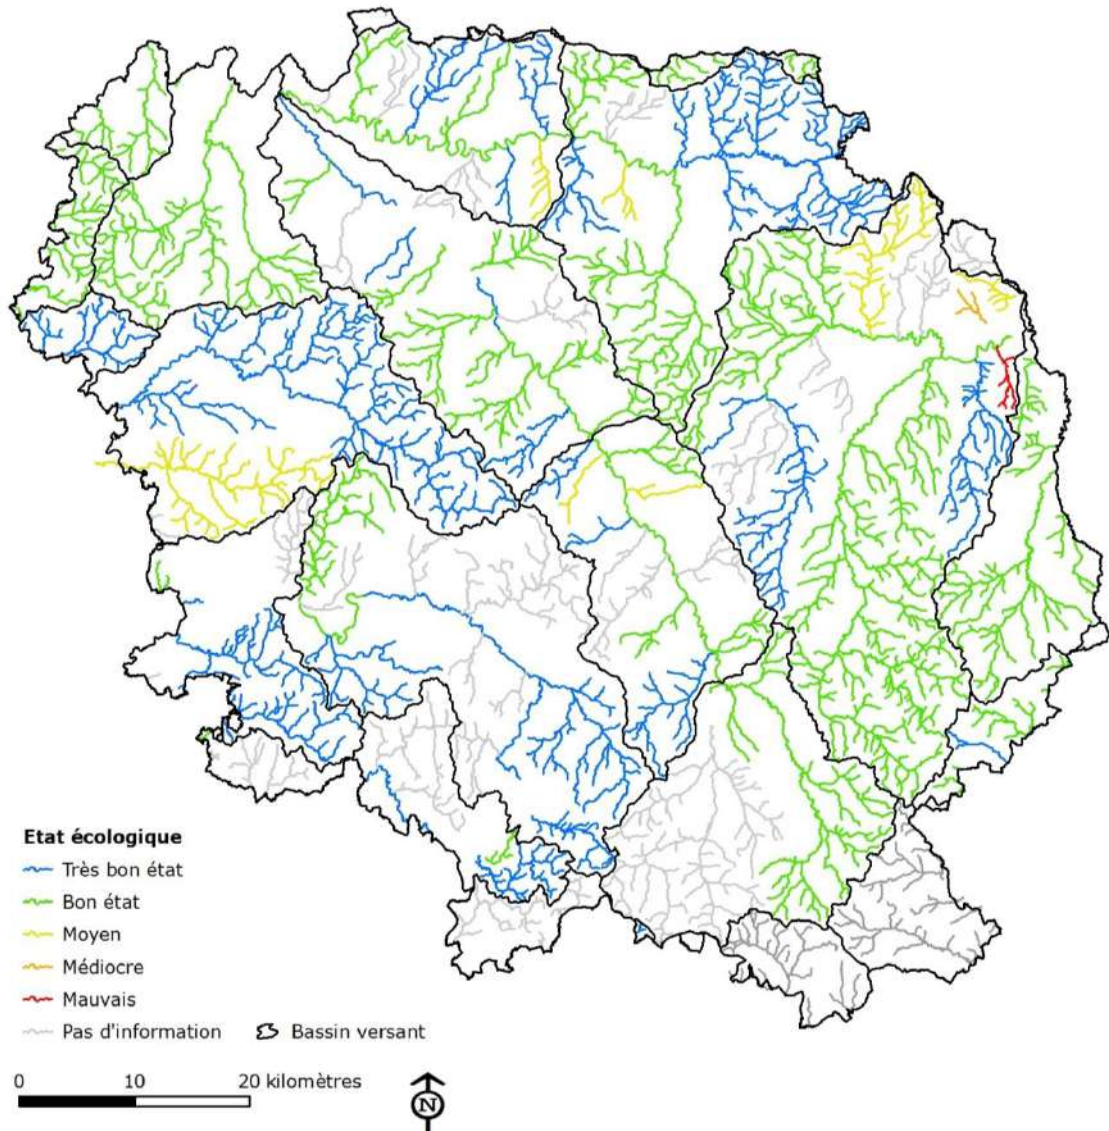 Etat écologique
Très bon état
Bon état
Moyen
Médiocre
Mauvais
Pas d'information Bassin versant
0 10 20 kilomètres
N